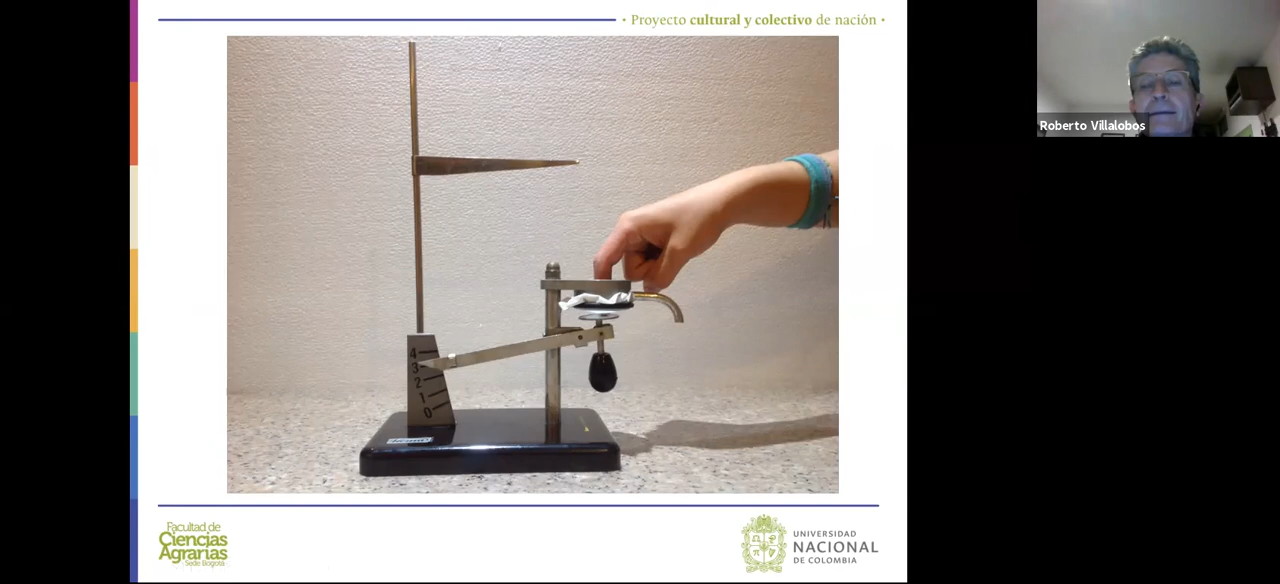 • Proyecto cultural y colectivo de nación •
Roberto Villalobos
4
3
2
1
0
Facultad de
Ciencias
Agrarias
Sede Bogotá
UNIVERSIDAD
NACIONAL
DE COLOMBIA